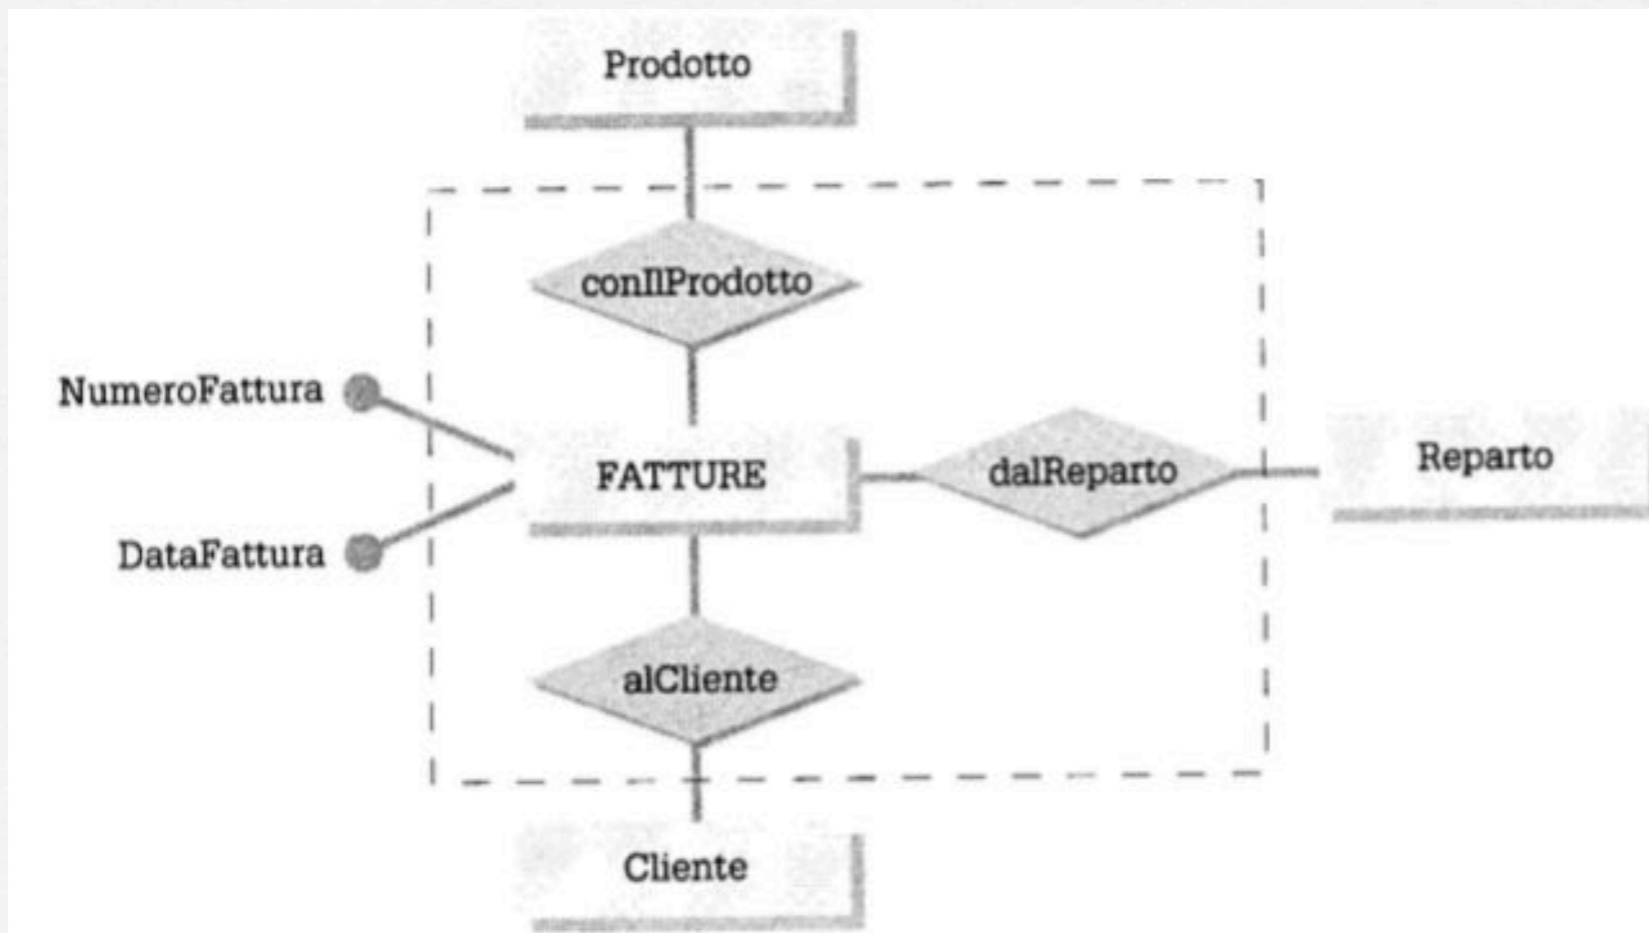 Prodotto
conIlProdotto
NumeroFattura
FATTURE
dalReparto
Reparto
DataFattura
alCliente
Cliente